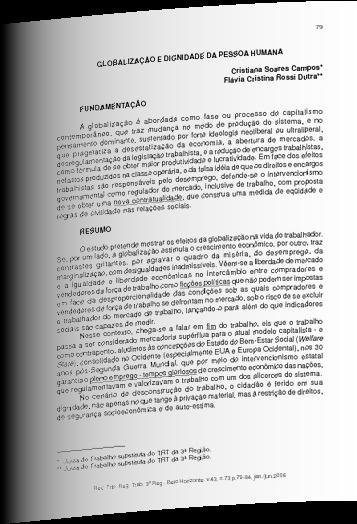 79
GLOBALIZAÇÃO E DIGNIDADE DA PESSOA HUMANA
Cristiana Soares Campos*
Flávia Cristina Rossi Dutra**
FUNDAMENTAÇÃO
A globalização é abordada como fase ou processo do capitalismo
contemporâneo, que traz mudança no modo de produção do sistema, e no
pensamento dominante, sustentado por forte ideologia neoliberal ou ultraliberal,
que pragmatiza a desestatização da economia, a abertura de mercados, a
desregulamentação da legislação trabalhista, e a redução de encargos trabalhistas,
como fórmula de se obter maior produtividade e lucratividade. Em face dos efeitos
nefastos produzidos na classe operária, e da falsa idéia de que os direitos e encargos
trabalhistas são responsáveis pelo desemprego, defende-se o intervencionismo
governamental como regulador do mercado, inclusive de trabalho, com proposta
de se obter uma nova contratualidade, que construa uma medida de eqüidade e
regras de civilidade nas relações sociais.
RESUMO
O estudo pretende mostrar os efeitos da globalização na vida do trabalhador.
Se, por um lado, a globalização estimula o crescimento econômico, por outro, traz
contrastes gritantes, por agravar o quadro da miséria, do desemprego, da
marginalização, com desigualdades inadmissíveis. Vêem-se a liberdade de mercado
e a igualdade e liberdade econômicas no intercâmbio entre compradores e
vendedores da força de trabalho como ficções políticas que não podem ser impostas
em face da desproporcionalidade das condições sob as quais compradores e
vendedores da força de trabalho se defrontam no mercado, sob o risco de se excluir
o trabalhador do mercado de trabalho, lançando-o para além do que indicadores
sociais são capazes de medir.
Nesse contexto, chega-se a falar em fim do trabalho, eis que o trabalho
passa a ser considerado mercadoria supérflua para o atual modelo capitalista - e
como contraponto, aludimos às concepções do Estado do Bem-Estar Social (Welfare
State), consolidado no Ocidente (especialmente EUA e Europa Ocidental), nos 30
anos pós-Segunda Guerra Mundial, que por meio do intervencionismo estatal
garantia o pleno emprego - tempos gloriosos de crescimento econômico das nações,
que regulamentavam e valorizavam o trabalho como um dos alicerces do sistema.
No cenário de desconstrução do trabalho, o cidadão é ferido em sua
dignidade, não apenas no que tange à privação material, mas à restrição de direitos,
de segurança socioeconômica e de auto-estima.
* Juíza do Trabalho substituta do TRT da 3ª Região.
** Juíza do Trabalho substituta do TRT da 3ª Região.
Rev. Trib. Reg. Trab. 3ª Reg., Belo Horizonte, v.43, n.73 p.79-84, jan./jun.2006